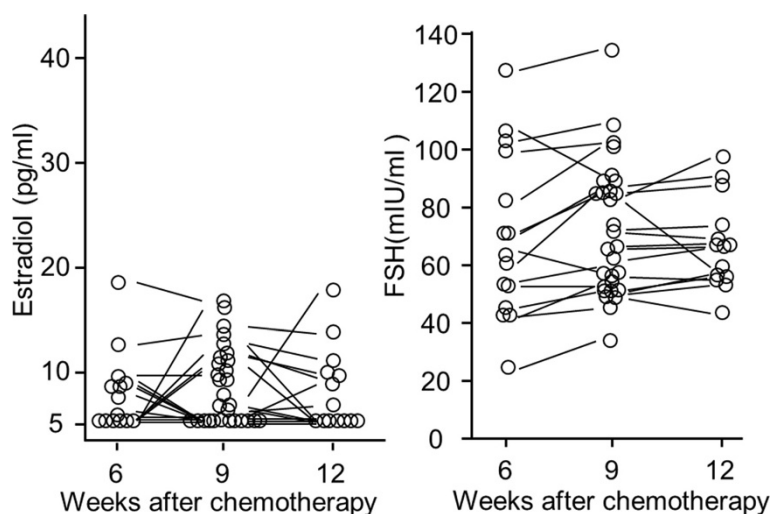 Estradiol (pg/ml)
40
30
20
10
5
6 9 12
Weeks after chemotherapy
FSH(mIU/ml )
140
120
100
80
60
40
20
0
6 9 12
Weeks after chemotherapy